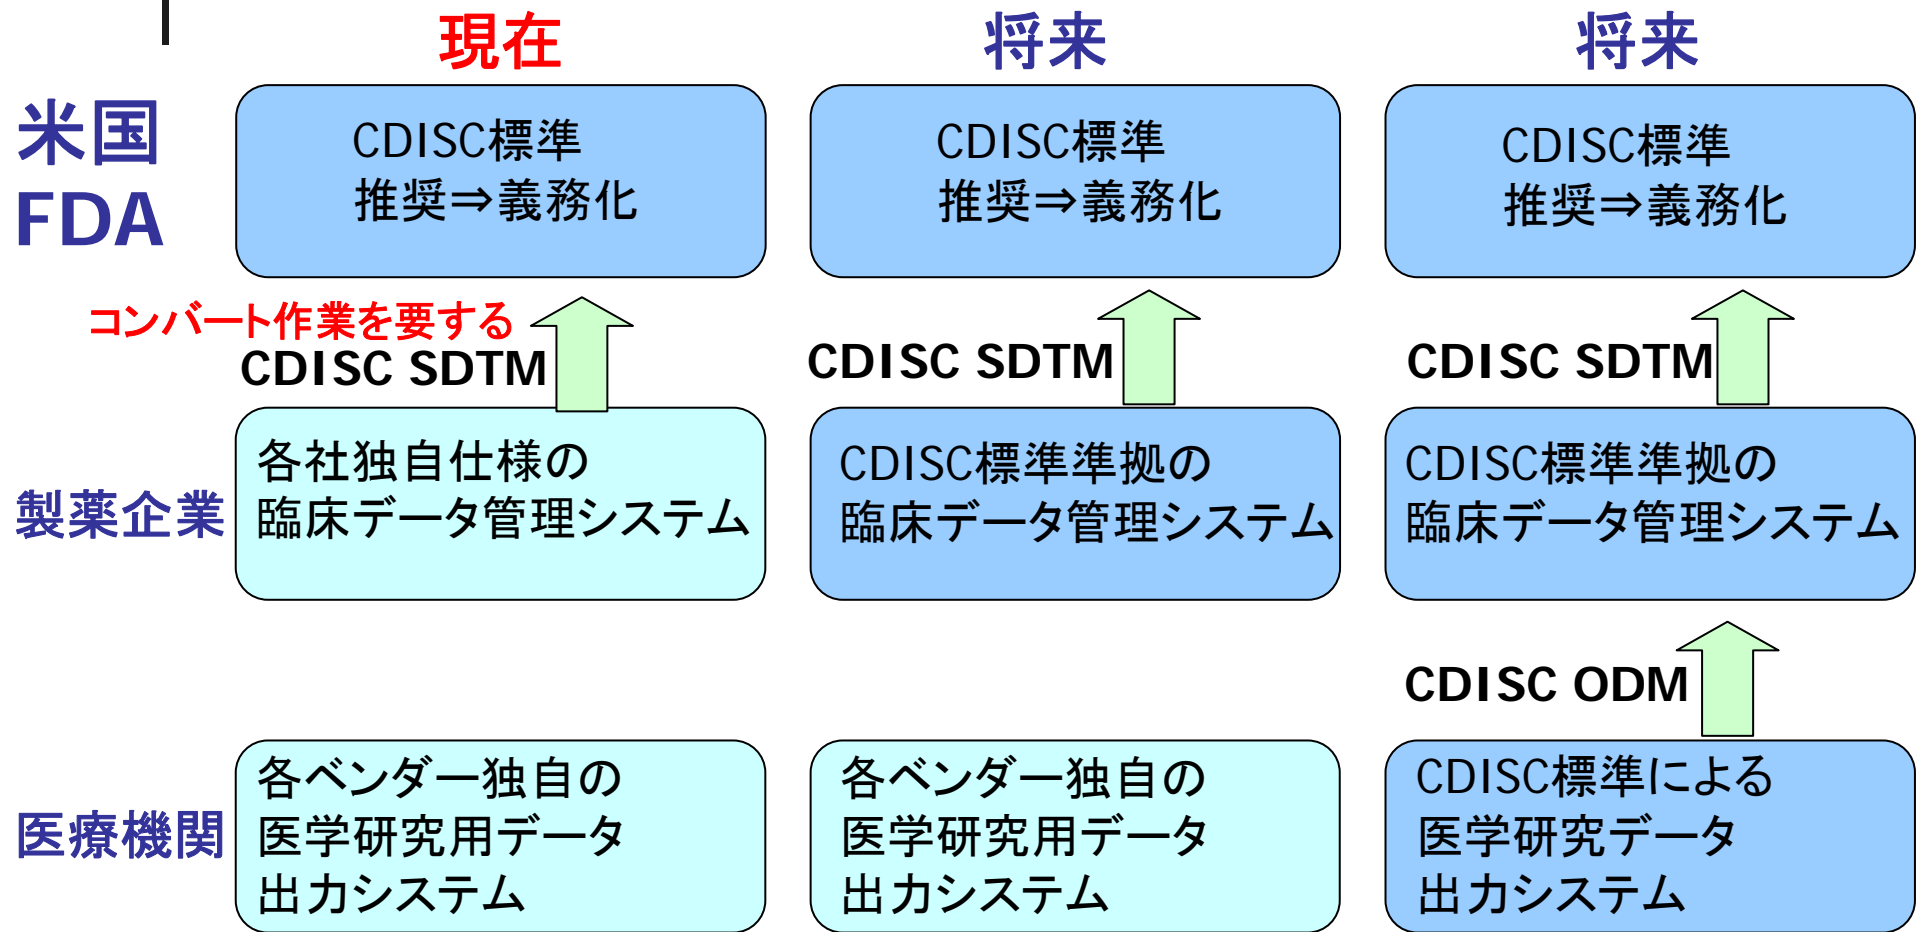 現在
将来
将来
米国
FDA
CDISC標準
推奨⇒義務化
CDISC標準
推奨⇒義務化
CDISC標準
推奨⇒義務化
コンバート作業を要する
CDISC SDTM
CDISC SDTM
CDISC SDTM
製薬企業
各社独自仕様の
臨床データ管理システム
CDISC標準準拠の
臨床データ管理システム
CDISC標準準拠の
臨床データ管理システム
CDISC ODM
医療機関
各ベンダー独自の
医学研究用データ
出力システム
各ベンダー独自の
医学研究用データ
出力システム
CDISC標準による
医学研究データ
出力システム